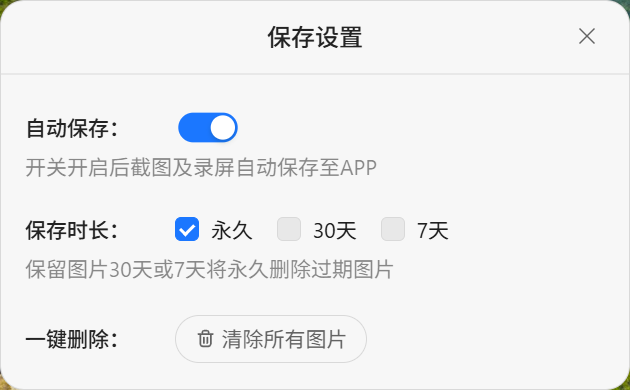 保存设置
自动保存：
开关开启后截图及录屏自动保存至APP
保存时长： 永久 30天 7天
保留图片30天或7天将永久删除过期图片
一键删除： 清除所有图片